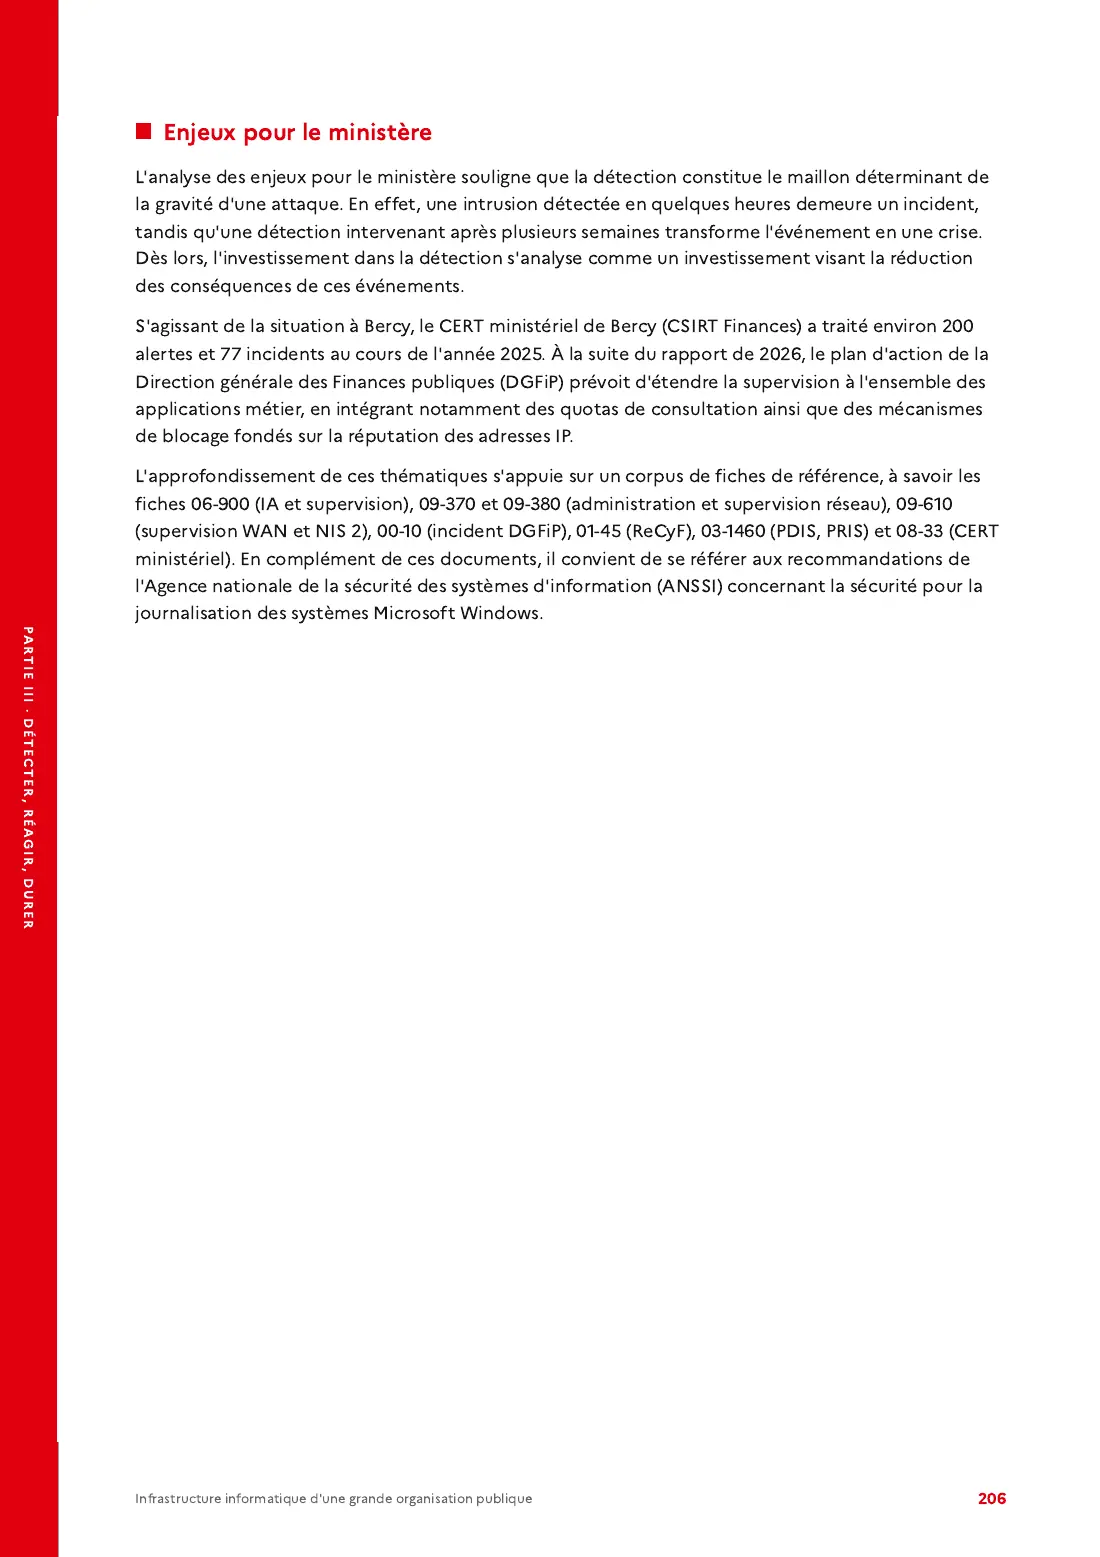 Enjeux pour le ministère
L'analyse des enjeux pour le ministère souligne que la détection constitue le maillon déterminant de
la gravité d'une attaque. En effet, une intrusion détectée en quelques heures demeure un incident,
tandis qu'une détection intervenant après plusieurs semaines transforme l'événement en une crise.
Dès lors, l'investissement dans la détection s'analyse comme un investissement visant la réduction
des conséquences de ces événements.
S'agissant de la situation à Bercy, le CERT ministériel de Bercy (CSIRT Finances) a traité environ 200
alertes et 77 incidents au cours de l'année 2025. À la suite du rapport de 2026, le plan d'action de la
Direction générale des Finances publiques (DGFiP) prévoit d'étendre la supervision à l'ensemble des
applications métier, en intégrant notamment des quotas de consultation ainsi que des mécanismes
de blocage fondés sur la réputation des adresses IP.
L'approfondissement de ces thématiques s'appuie sur un corpus de fiches de référence, à savoir les
fiches 06-900 (IA et supervision), 09-370 et 09-380 (administration et supervision réseau), 09-610
(supervision WAN et NIS 2), 00-10 (incident DGFiP), 01-45 (ReCyF), 03-1460 (PDIS, PRIS) et 08-33 (CERT
ministériel). En complément de ces documents, il convient de se référer aux recommandations de
l'Agence nationale de la sécurité des systèmes d'information (ANSSI) concernant la sécurité pour la
journalisation des systèmes Microsoft Windows.
PARTIE III · DÉTECTER, RÉAGIR, DURER
Infrastructure informatique d'une grande organisation publique
206